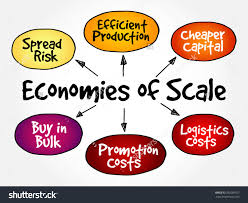 Efficient
Production
Spread
Risk
Cheaper
Capital
Economies of Scale
Buy in
Bulk
Promotion
Costs
Logistics
Costs
shutterstock